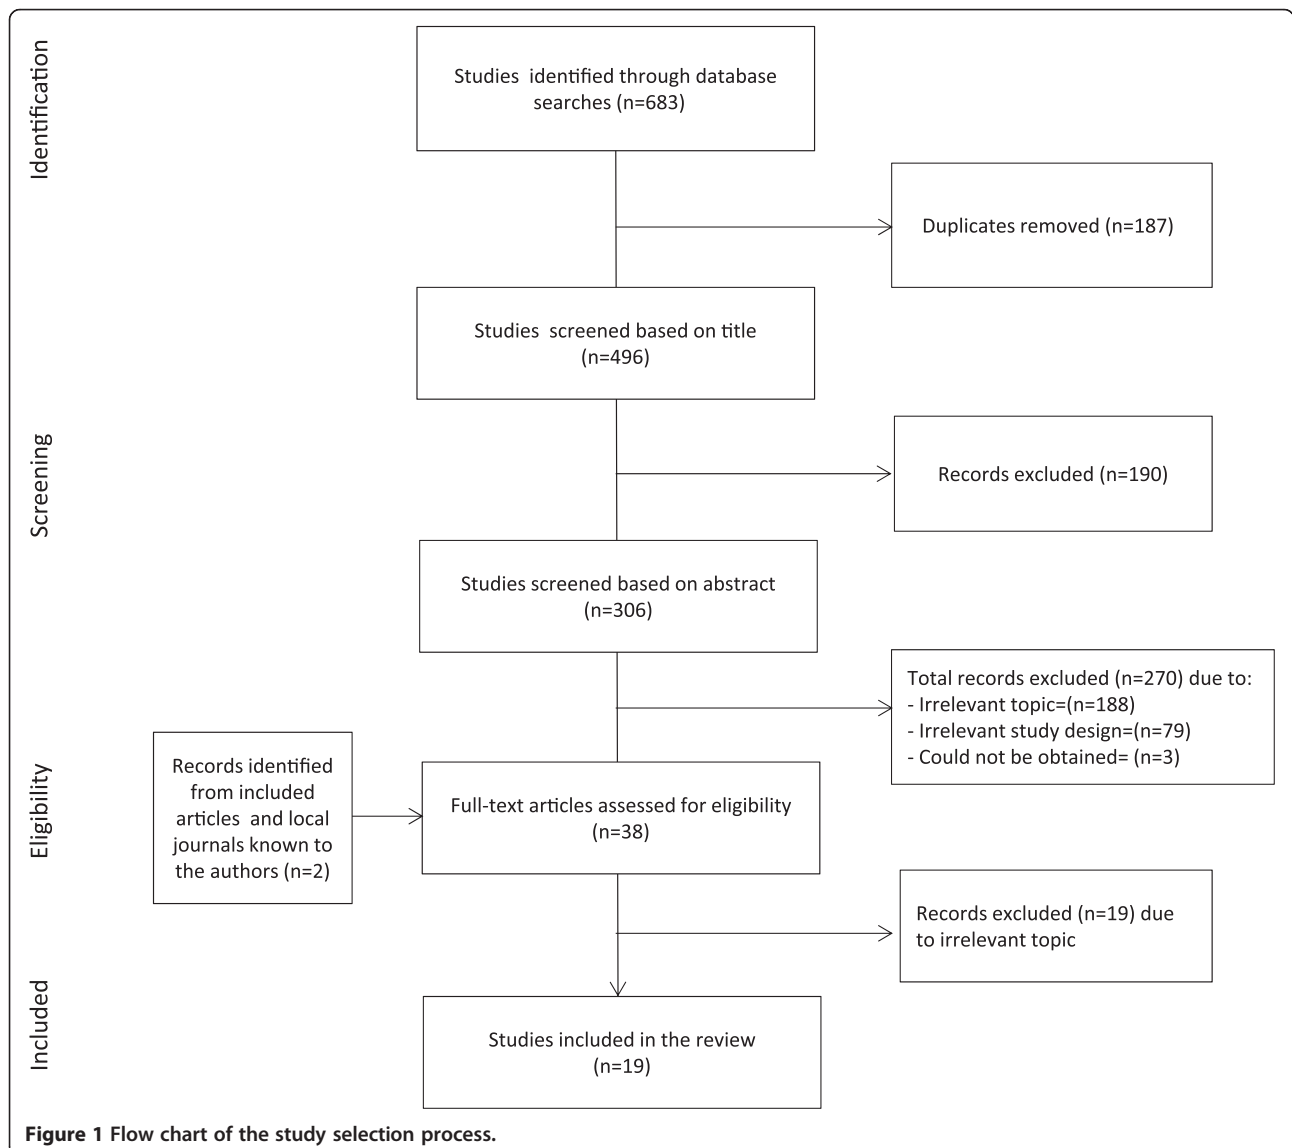 Identification
Studies identified through database
searches (n=683)
Duplicates removed (n=187)
Studies screened based on title
(n=496)
Screening
Records excluded (n=190)
Studies screened based on abstract
(n=306)
Total records excluded (n=270) due to:
- Irrelevant topic=(n=188)
- Irrelevant study design=(n=79)
- Could not be obtained= (n=3)
Eligibility
Records identified
from included
articles and local
journals known to
the authors (n=2)
Full-text articles assessed for eligibility
(n=38)
Records excluded (n=19) due
to irrelevant topic
Included
Studies included in the review
(n=19)
Figure 1 Flow chart of the study selection process.